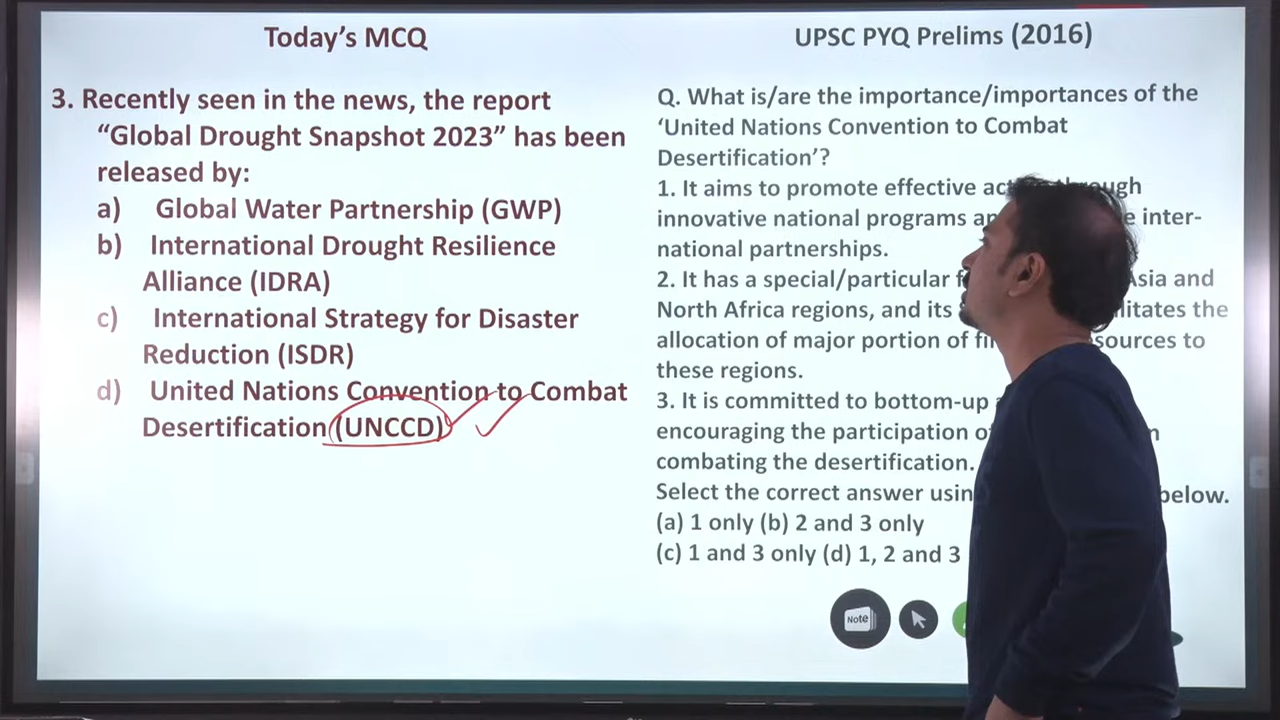 Today's MCQ
3. Recently seen in the news, the report
“Global Drought Snapshot 2023” has been
released by:
a) Global Water Partnership (GWP)
b) International Drought Resilience
Alliance (IDRA)
c) International Strategy for Disaster
Reduction (ISDR)
d) United Nations Convention to Combat
Desertification (UNCCD)
UPSC PYQ Prelims (2016)
Q. What is/are the importance/importances of the
‘United Nations Convention to Combat
Desertification’?
1. It aims to promote effective through
innovative national programs inter-
national partnerships.
2. It has a special/particular Asia and
North Africa regions, and its the
allocation of major portion of to
these regions.
3. It is committed to bottom-up
encouraging the participation
combating the desertification.
Select the correct answer below.
(a) 1 only (b) 2 and 3 only
(c) 1 and 3 only (d) 1, 2 and 3
Note